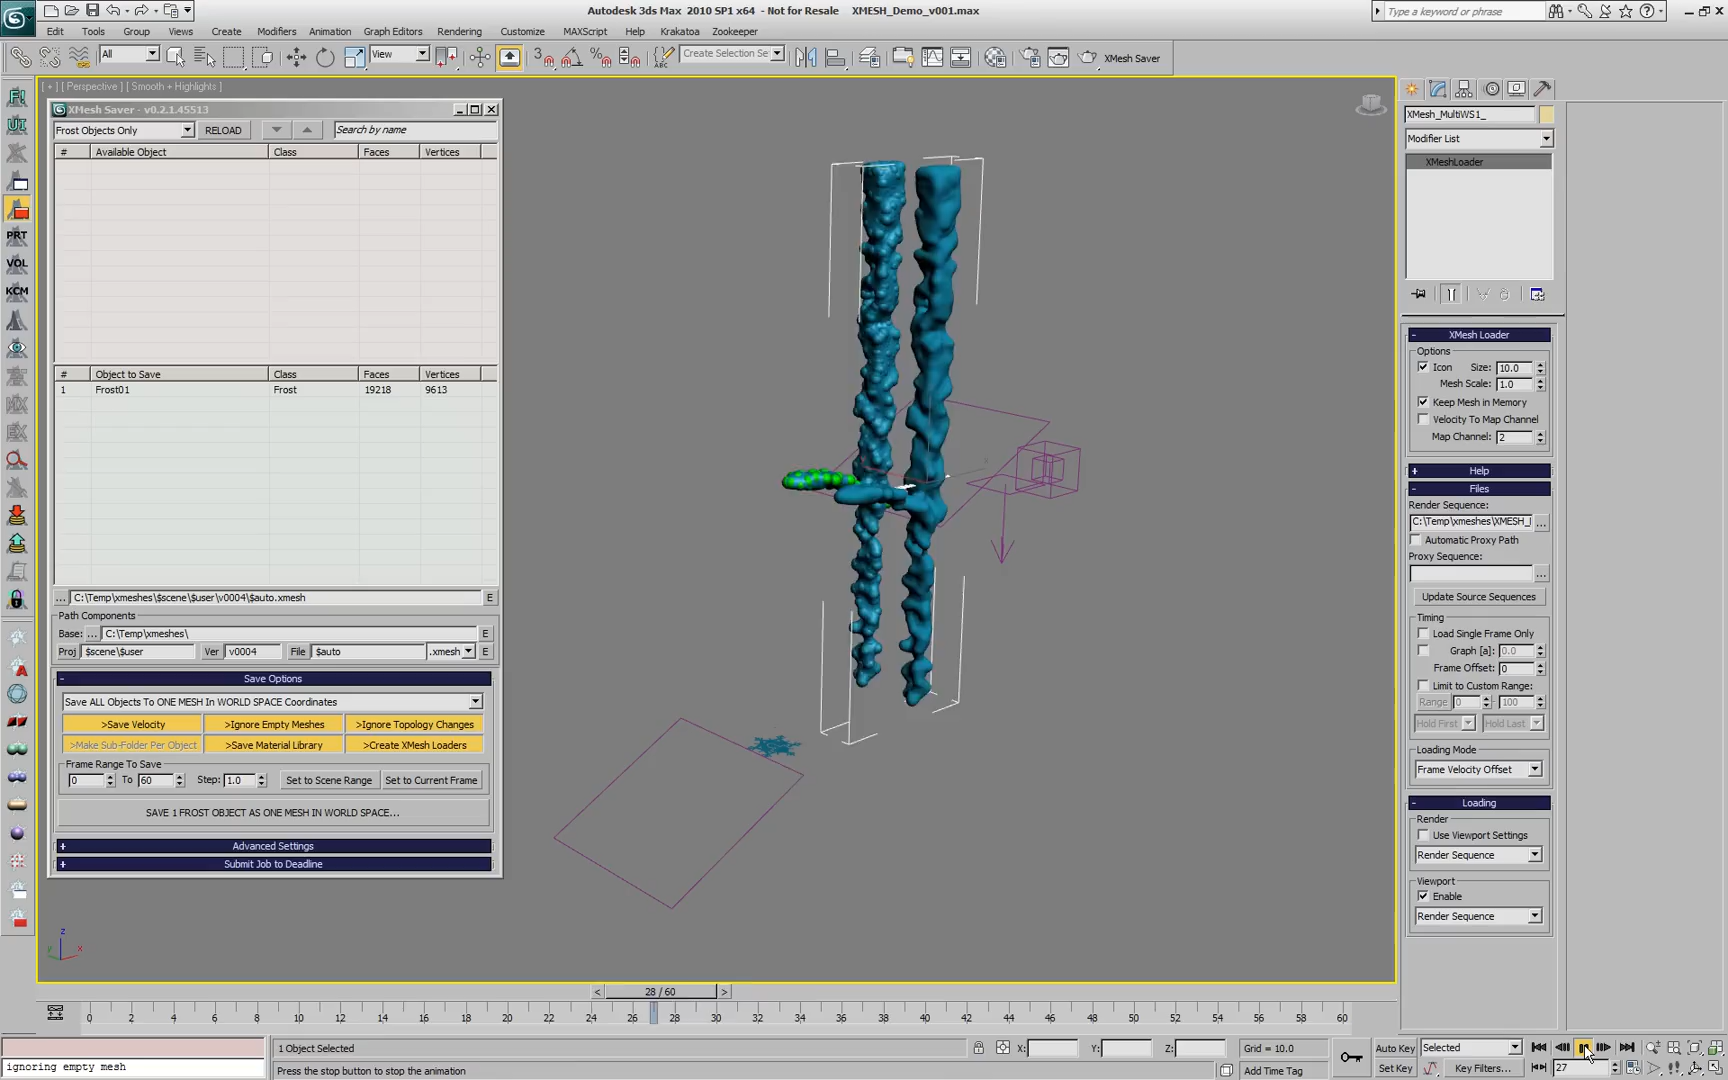 Autodesk 3ds Max 2010 SP1 x64 - Not for Resale XMESH_Demo_v001.max
Type a keyword or phrase
Edit Tools Group Views Create Modifiers Animation Graph Editors Rendering Customize MAXScript Help Krakatoa Zookeeper
All View Create Selection Se XMesh Saver
[ + ] [ Perspective ] [ Smooth + Highlights ]
XMesh Saver - v0.2.1.45513
Frost Objects Only RELOAD Search by name
# Available Object Class Faces Vertices
# Object to Save Class Faces Vertices
1 Frost01 Frost 19218 9613
... C:\Temp\xmeshes\$scene\$user\v0004\$auto.xmesh E
Path Components
Base: ... C:\Temp\xmeshes\ E
Proj $scene\$user Ver v0004 File $auto .xmesh E
- Save Options
Save ALL Objects To ONE MESH In WORLD SPACE Coordinates
>Save Velocity >Ignore Empty Meshes >Ignore Topology Changes
>Make Sub-Folder Per Object >Save Material Library >Create XMesh Loaders
Frame Range To Save
0 To 60 Step: 1.0 Set to Scene Range Set to Current Frame
SAVE 1 FROST OBJECT AS ONE MESH IN WORLD SPACE...
+ Advanced Settings
+ Submit Job to Deadline
PRT
VOL
KCM
XMesh_MultiWS1_
Modifier List
XMeshLoader
- XMesh Loader
Options
Icon Size: 10.0
Mesh Scale: 1.0
Keep Mesh in Memory
Velocity To Map Channel
Map Channel: 2
+ Help
- Files
Render Sequence:
C:\Temp\xmeshes\XMESH_ ...
Automatic Proxy Path
Proxy Sequence:
...
Update Source Sequences
Timing
Load Single Frame Only
Graph [a]: 0.0
Frame Offset: 0
Limit to Custom Range:
Range 0 - 100
Hold First Hold Last
Loading Mode
Frame Velocity Offset
- Loading
Render
Use Viewport Settings
Render Sequence
Viewport
Enable
Render Sequence
z
y x
< 28 / 60 >
0 2 4 6 8 10 12 14 16 18 20 22 24 26 28 30 32 34 36 38 40 42 44 46 48 50 52 54 56 58 60
1 Object Selected X: Y: Z: Grid = 10.0 Auto Key Selected
ignoring empty mesh Press the stop button to stop the animation Add Time Tag Set Key Key Filters... 27